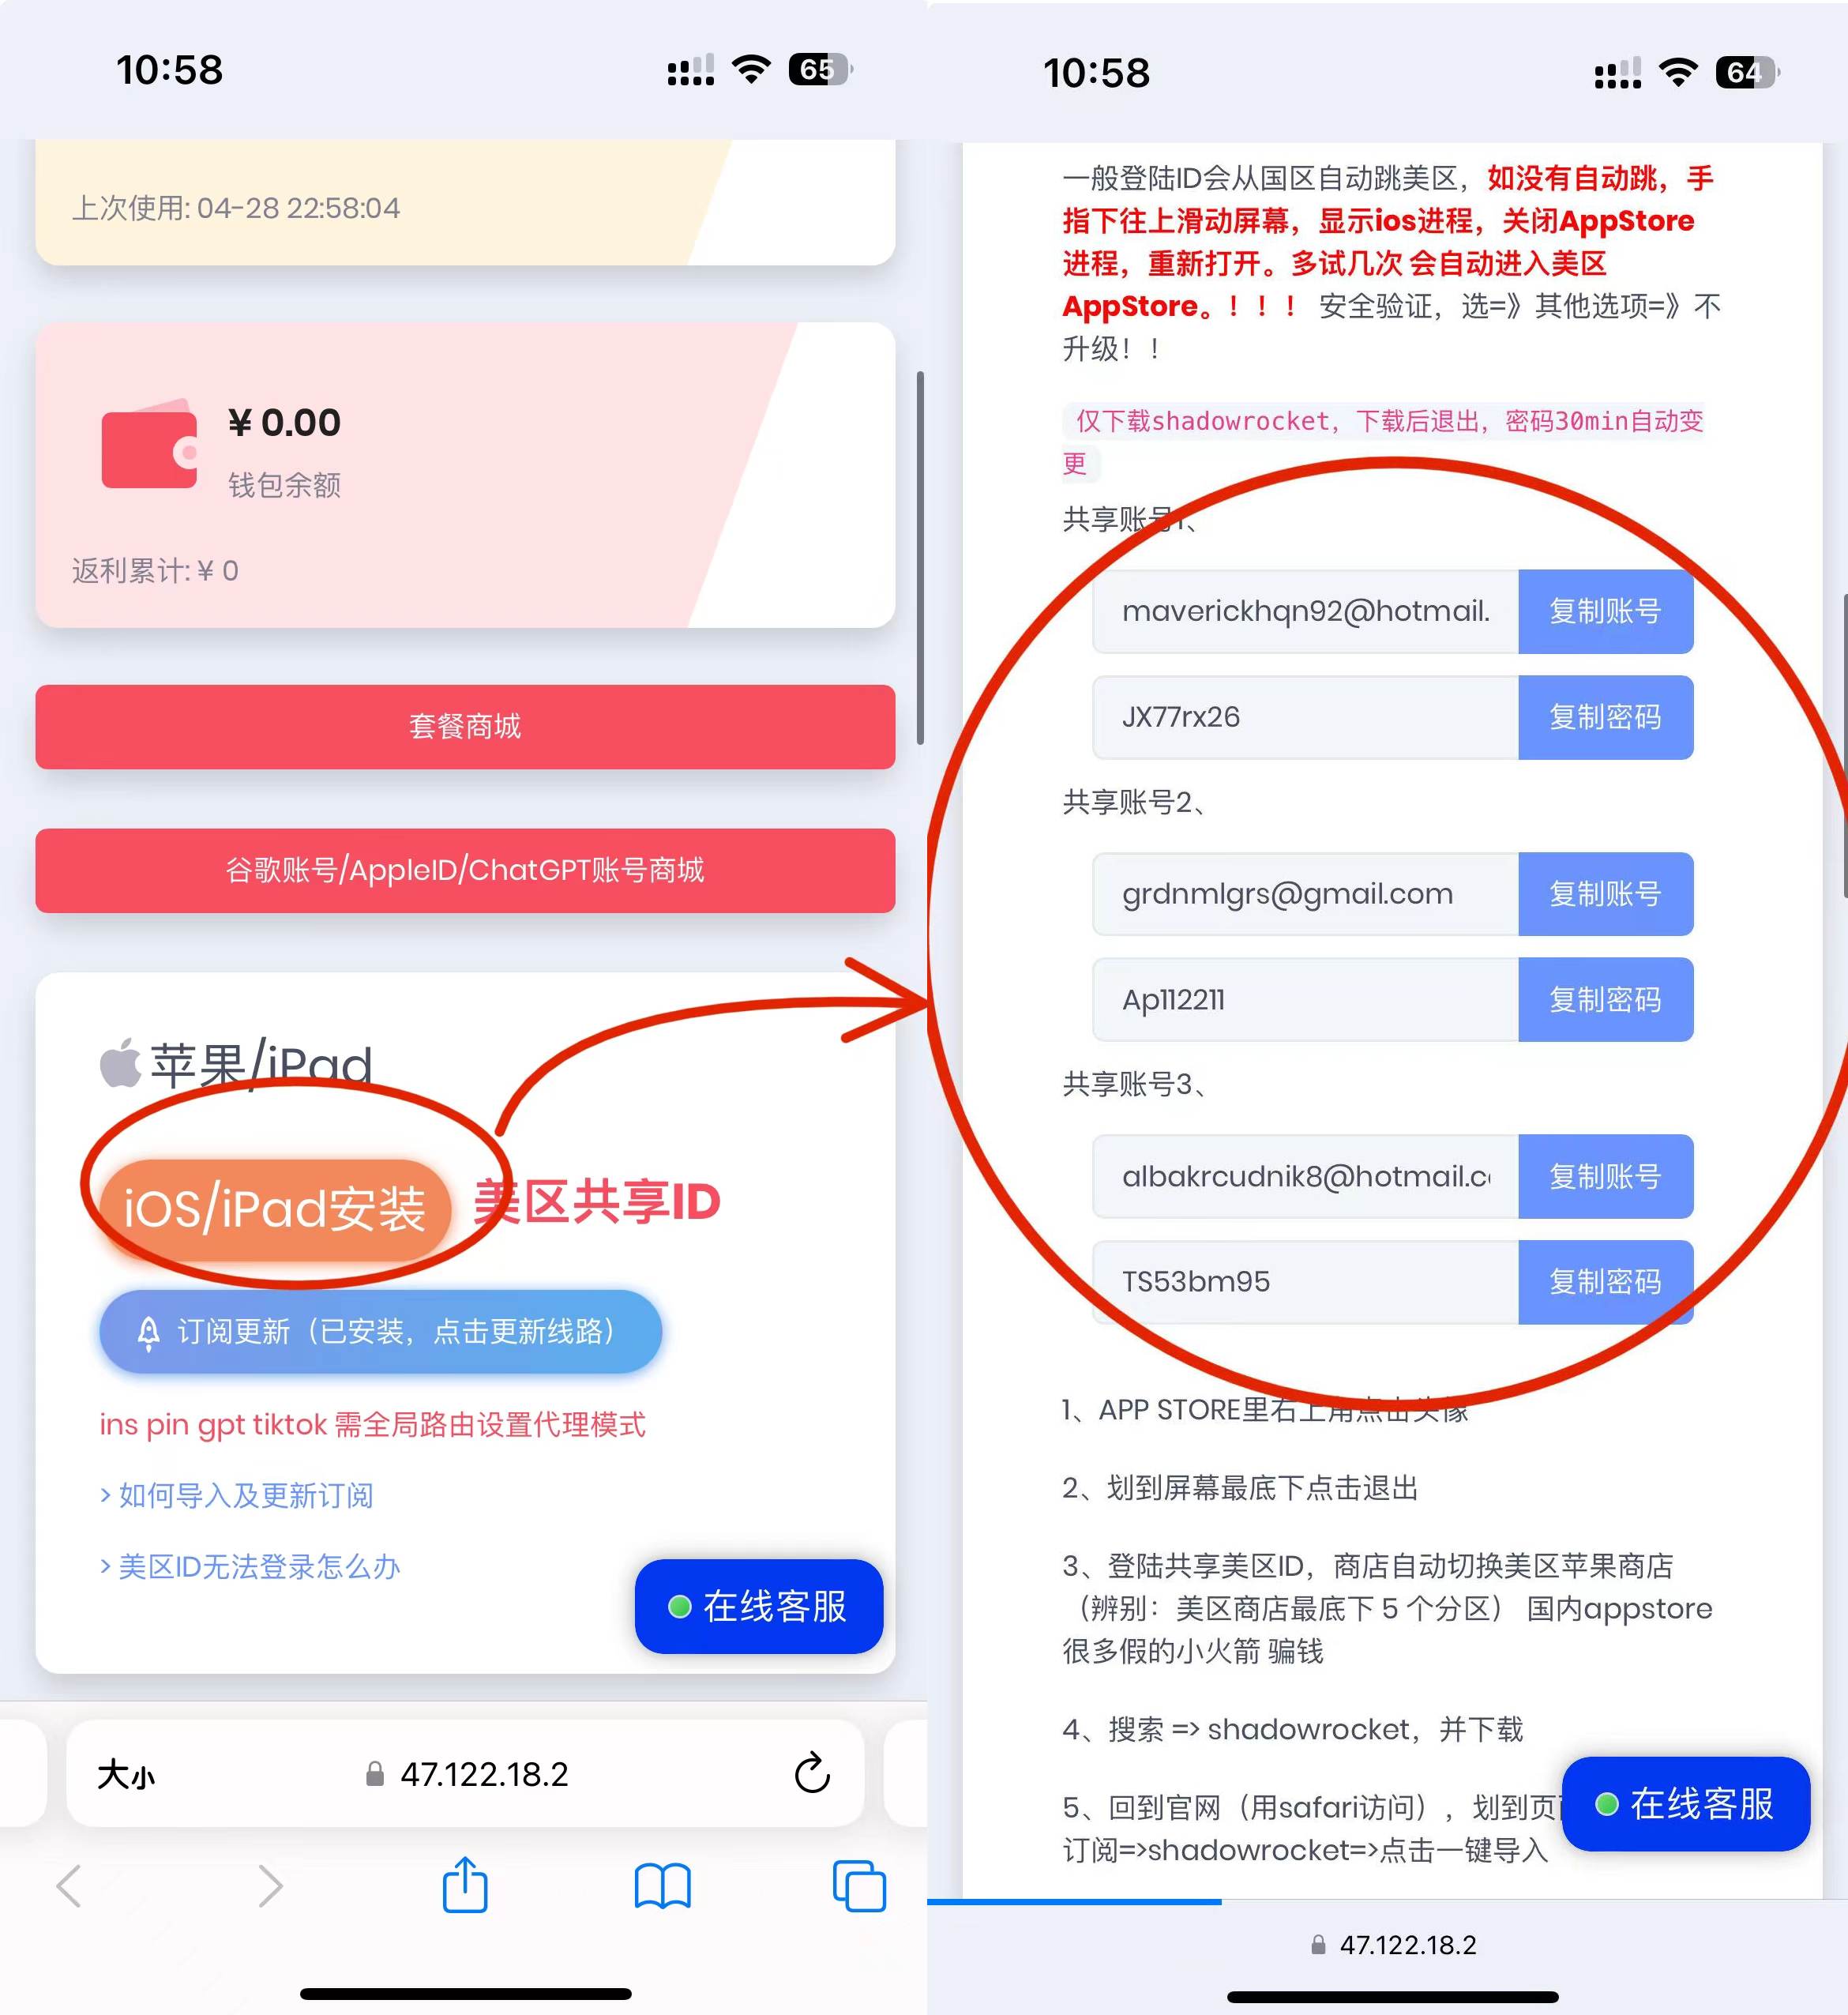 10:58
65
上次使用: 04-28 22:58:04
¥ 0.00
钱包余额
返利累计: ¥ 0
套餐商城
谷歌账号/AppleID/ChatGPT账号商城
苹果/iPad
iOS/iPad安装
美区共享ID
订阅更新（已安装，点击更新线路）
ins pin gpt tiktok 需全局路由设置代理模式
> 如何导入及更新订阅
> 美区ID无法登录怎么办
在线客服
大小
47.122.18.2
10:58
64
一般登陆ID会从国区自动跳美区，如没有自动跳，手
指下往上滑动屏幕，显示ios进程，关闭AppStore
进程，重新打开。多试几次 会自动进入美区
AppStore。！！！ 安全验证，选=》其他选项=》不
升级！！
仅下载shadowrocket，下载后退出，密码30min自动变
更
共享账号1、
maverickhqn92@hotmail.
复制账号
JX77rx26
复制密码
共享账号2、
grdnmlgrs@gmail.com
复制账号
Ap112211
复制密码
共享账号3、
albakrcudnik8@hotmail.c
复制账号
TS53bm95
复制密码
1、APP STORE里右上角点击头像
2、划到屏幕最底下点击退出
3、登陆共享美区ID，商店自动切换美区苹果商店
（辨别：美区商店最底下 5 个分区） 国内appstore
很多假的小火箭 骗钱
4、搜索 => shadowrocket，并下载
5、回到官网（用safari访问），划到页
订阅=>shadowrocket=>点击一键导入
在线客服
47.122.18.2